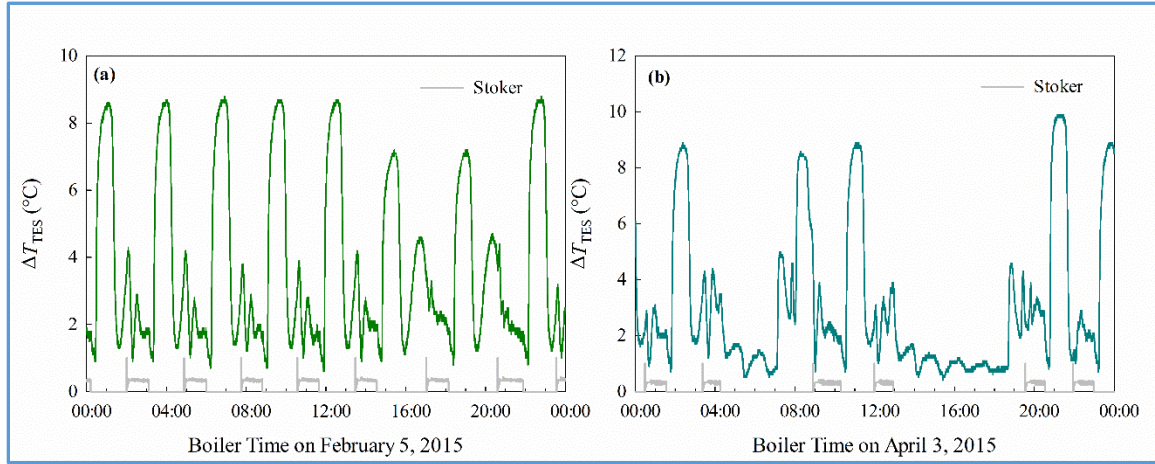 (a)
Stoker
10
8
6
4
2
0
ΔT_TES (°C)
00:00 04:00 08:00 12:00 16:00 20:00 00:00
Boiler Time on February 5, 2015
(b)
Stoker
12
10
8
6
4
2
0
ΔT_TES (°C)
00:00 04:00 08:00 12:00 16:00 20:00 00:00
Boiler Time on April 3, 2015